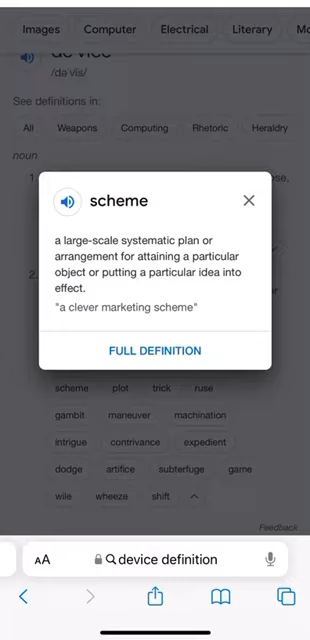 Images Computer Electrical Literary
/dəˈvīs/
See definitions in:
All Weapons Computing Rhetoric Heraldry
noun
1.
scheme
a large-scale systematic plan or
arrangement for attaining a particular
object or putting a particular idea into
effect.
"a clever marketing scheme"
2.
FULL DEFINITION
scheme plot trick ruse
gambit maneuver machination
intrigue contrivance expedient
dodge artifice subterfuge game
wile wheeze shift
Feedback
AA device definition